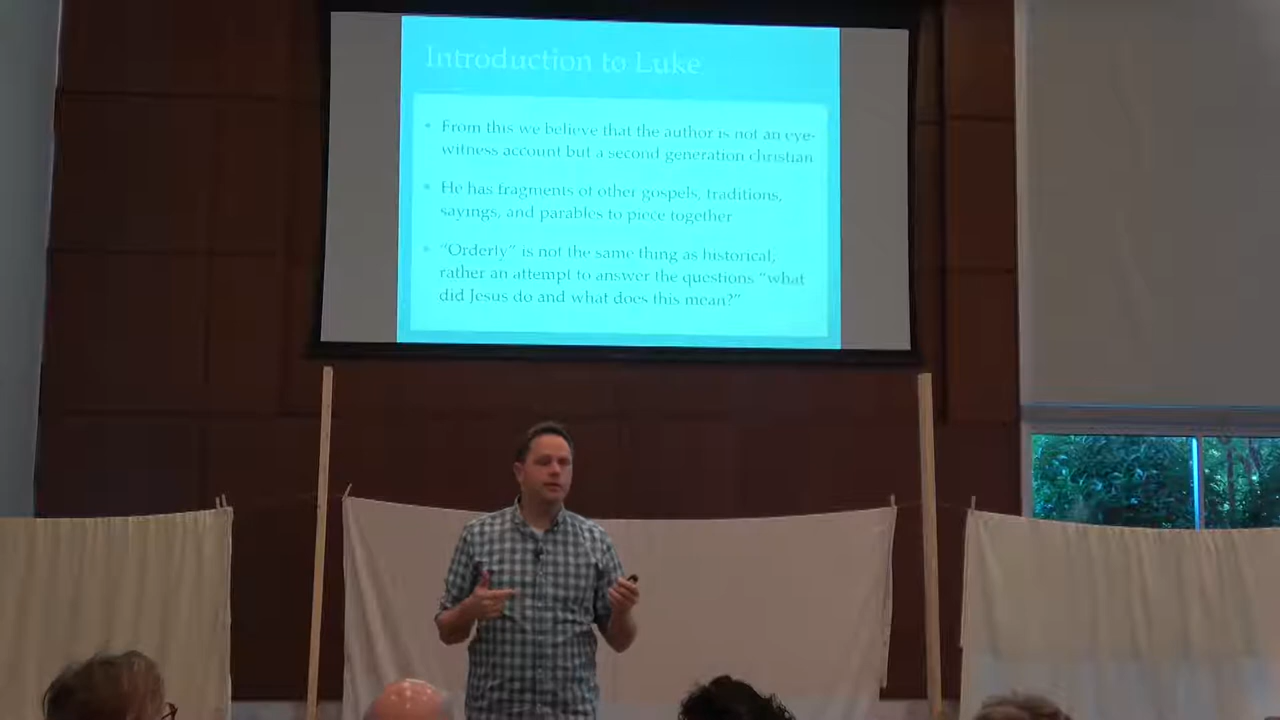 Introduction to Luke
• From this we believe that the author is not an eye-
witness account but a second generation christian
• He has fragments of other gospels, traditions,
sayings, and parables to piece together
• “Orderly” is not the same thing as historical,
rather an attempt to answer the questions “what
did Jesus do and what does this mean?”